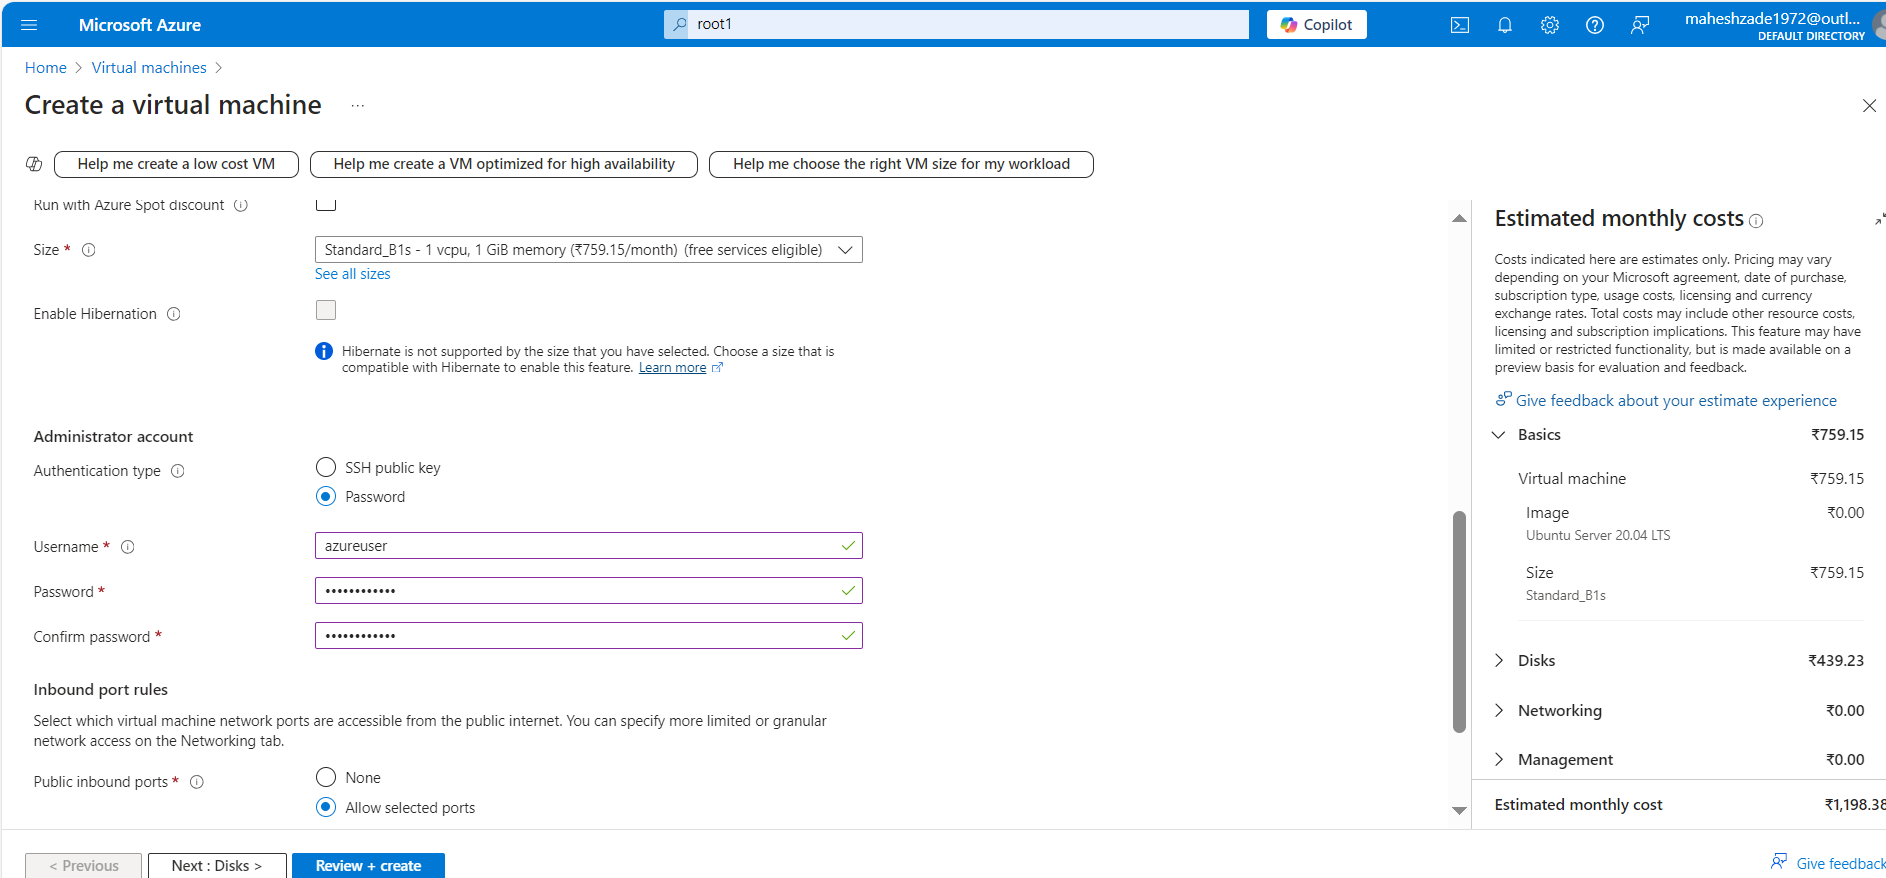 Microsoft Azure
root1
Copilot
maheshzade1972@outl...
DEFAULT DIRECTORY
Home > Virtual machines >
Create a virtual machine ...
Help me create a low cost VM
Help me create a VM optimized for high availability
Help me choose the right VM size for my workload
Run with Azure Spot discount
Size *
Standard_B1s - 1 vcpu, 1 GiB memory (₹759.15/month) (free services eligible)
See all sizes
Enable Hibernation
Hibernate is not supported by the size that you have selected. Choose a size that is
compatible with Hibernate to enable this feature. Learn more
Administrator account
Authentication type
SSH public key
Password
Username *
azureuser
Password *
••••••••••••
Confirm password *
••••••••••••
Inbound port rules
Select which virtual machine network ports are accessible from the public internet. You can specify more limited or granular
network access on the Networking tab.
Public inbound ports *
None
Allow selected ports
< Previous
Next : Disks >
Review + create
Estimated monthly costs
Costs indicated here are estimates only. Pricing may vary
depending on your Microsoft agreement, date of purchase,
subscription type, usage costs, licensing and currency
exchange rates. Total costs may include other resource costs,
licensing and subscription implications. This feature may have
limited or restricted functionality, but is made available on a
preview basis for evaluation and feedback.
Give feedback about your estimate experience
Basics ₹759.15
Virtual machine ₹759.15
Image ₹0.00
Ubuntu Server 20.04 LTS
Size ₹759.15
Standard_B1s
Disks ₹439.23
Networking ₹0.00
Management ₹0.00
Estimated monthly cost ₹1,198.38
Give feedback